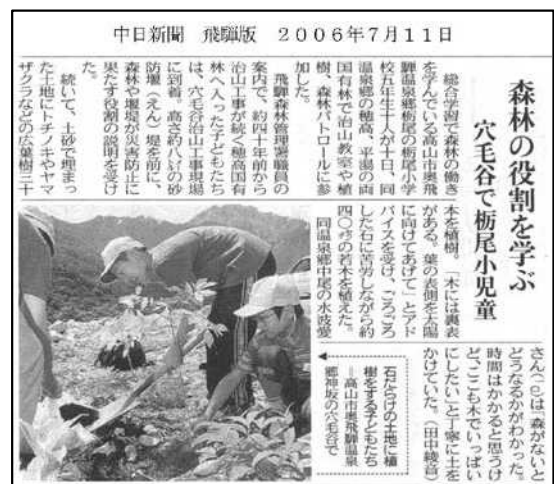 中日新聞 飛騨版 2006年7月11日
森林の役割を学ぶ
穴毛谷で栃尾小児童
総合学習で森林の働き
を学んでいる高山市奥飛
騨温泉郷栃尾の栃尾小学
校五年生十人が十日、同
温泉郷の穂高、平湯の両
国有林で治山教室や植
樹、森林パトロールに参
加した。
飛騨森林管理署職員の
案内で、約四十年前から
治山工事が続く穂高国有
林へ入った子どもたち
は、穴毛谷治山工事現場
に到着。高さ約八㍍の砂
防堰(えん)堤を前に、
森林や堰堤が災害防止に
果たす役割の説明を受け
た。
続いて、土砂で埋まっ
た土地にトチノキやヤマ
ザクラなどの広葉樹三十
本を植樹。「木には裏表
がある。葉の表側を太陽
に向けてあげて」とアド
バイスを受け、ごろごろ
した石に苦労しながら約
四〇㌢の若木を植えた。
同温泉郷中尾の水波愛
さん(10)は「森がないと
どうなるかがわかった。
時間はかかると思うけ
ど、ここも木でいっぱい
にしたい」と丁寧に土を
かけていた。(田中綾音)
石だらけの土地に植
樹をする子どもたち
=高山市奥飛騨温泉
郷神坂の穴毛谷で